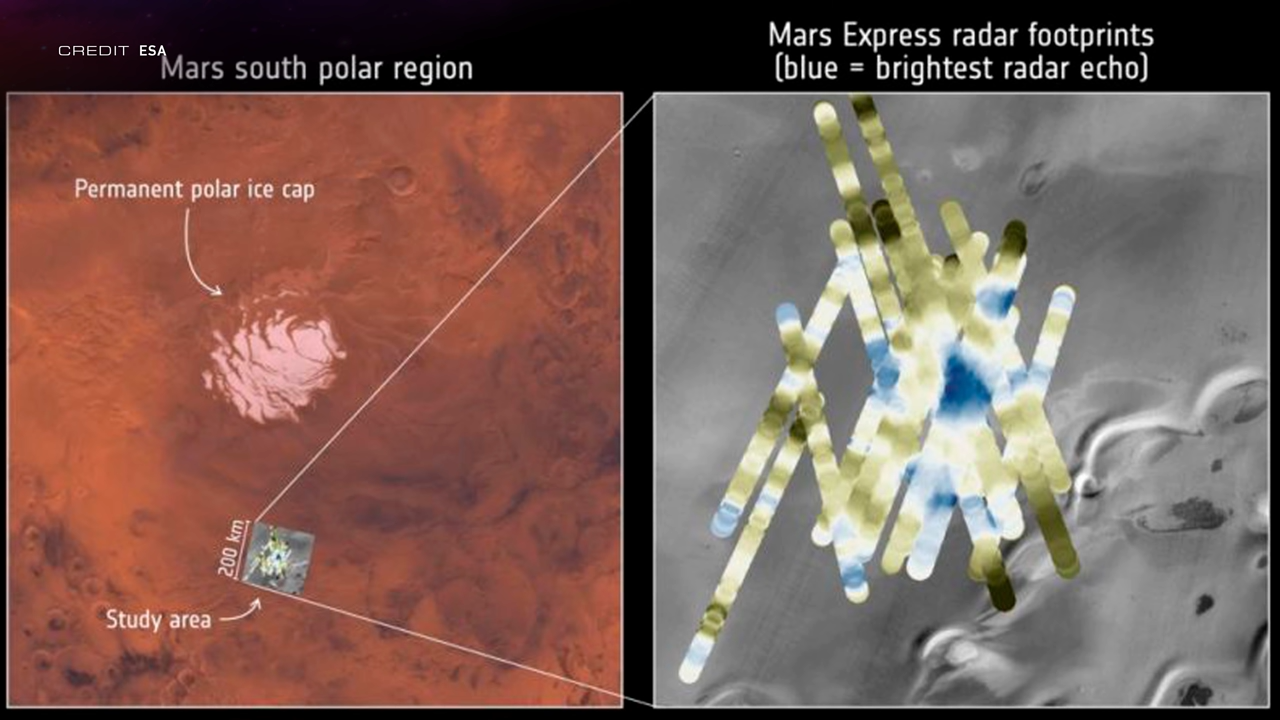 CREDIT ESA
Mars south polar region
Permanent polar ice cap
200 km
Study area
Mars Express radar footprints
(blue = brightest radar echo)